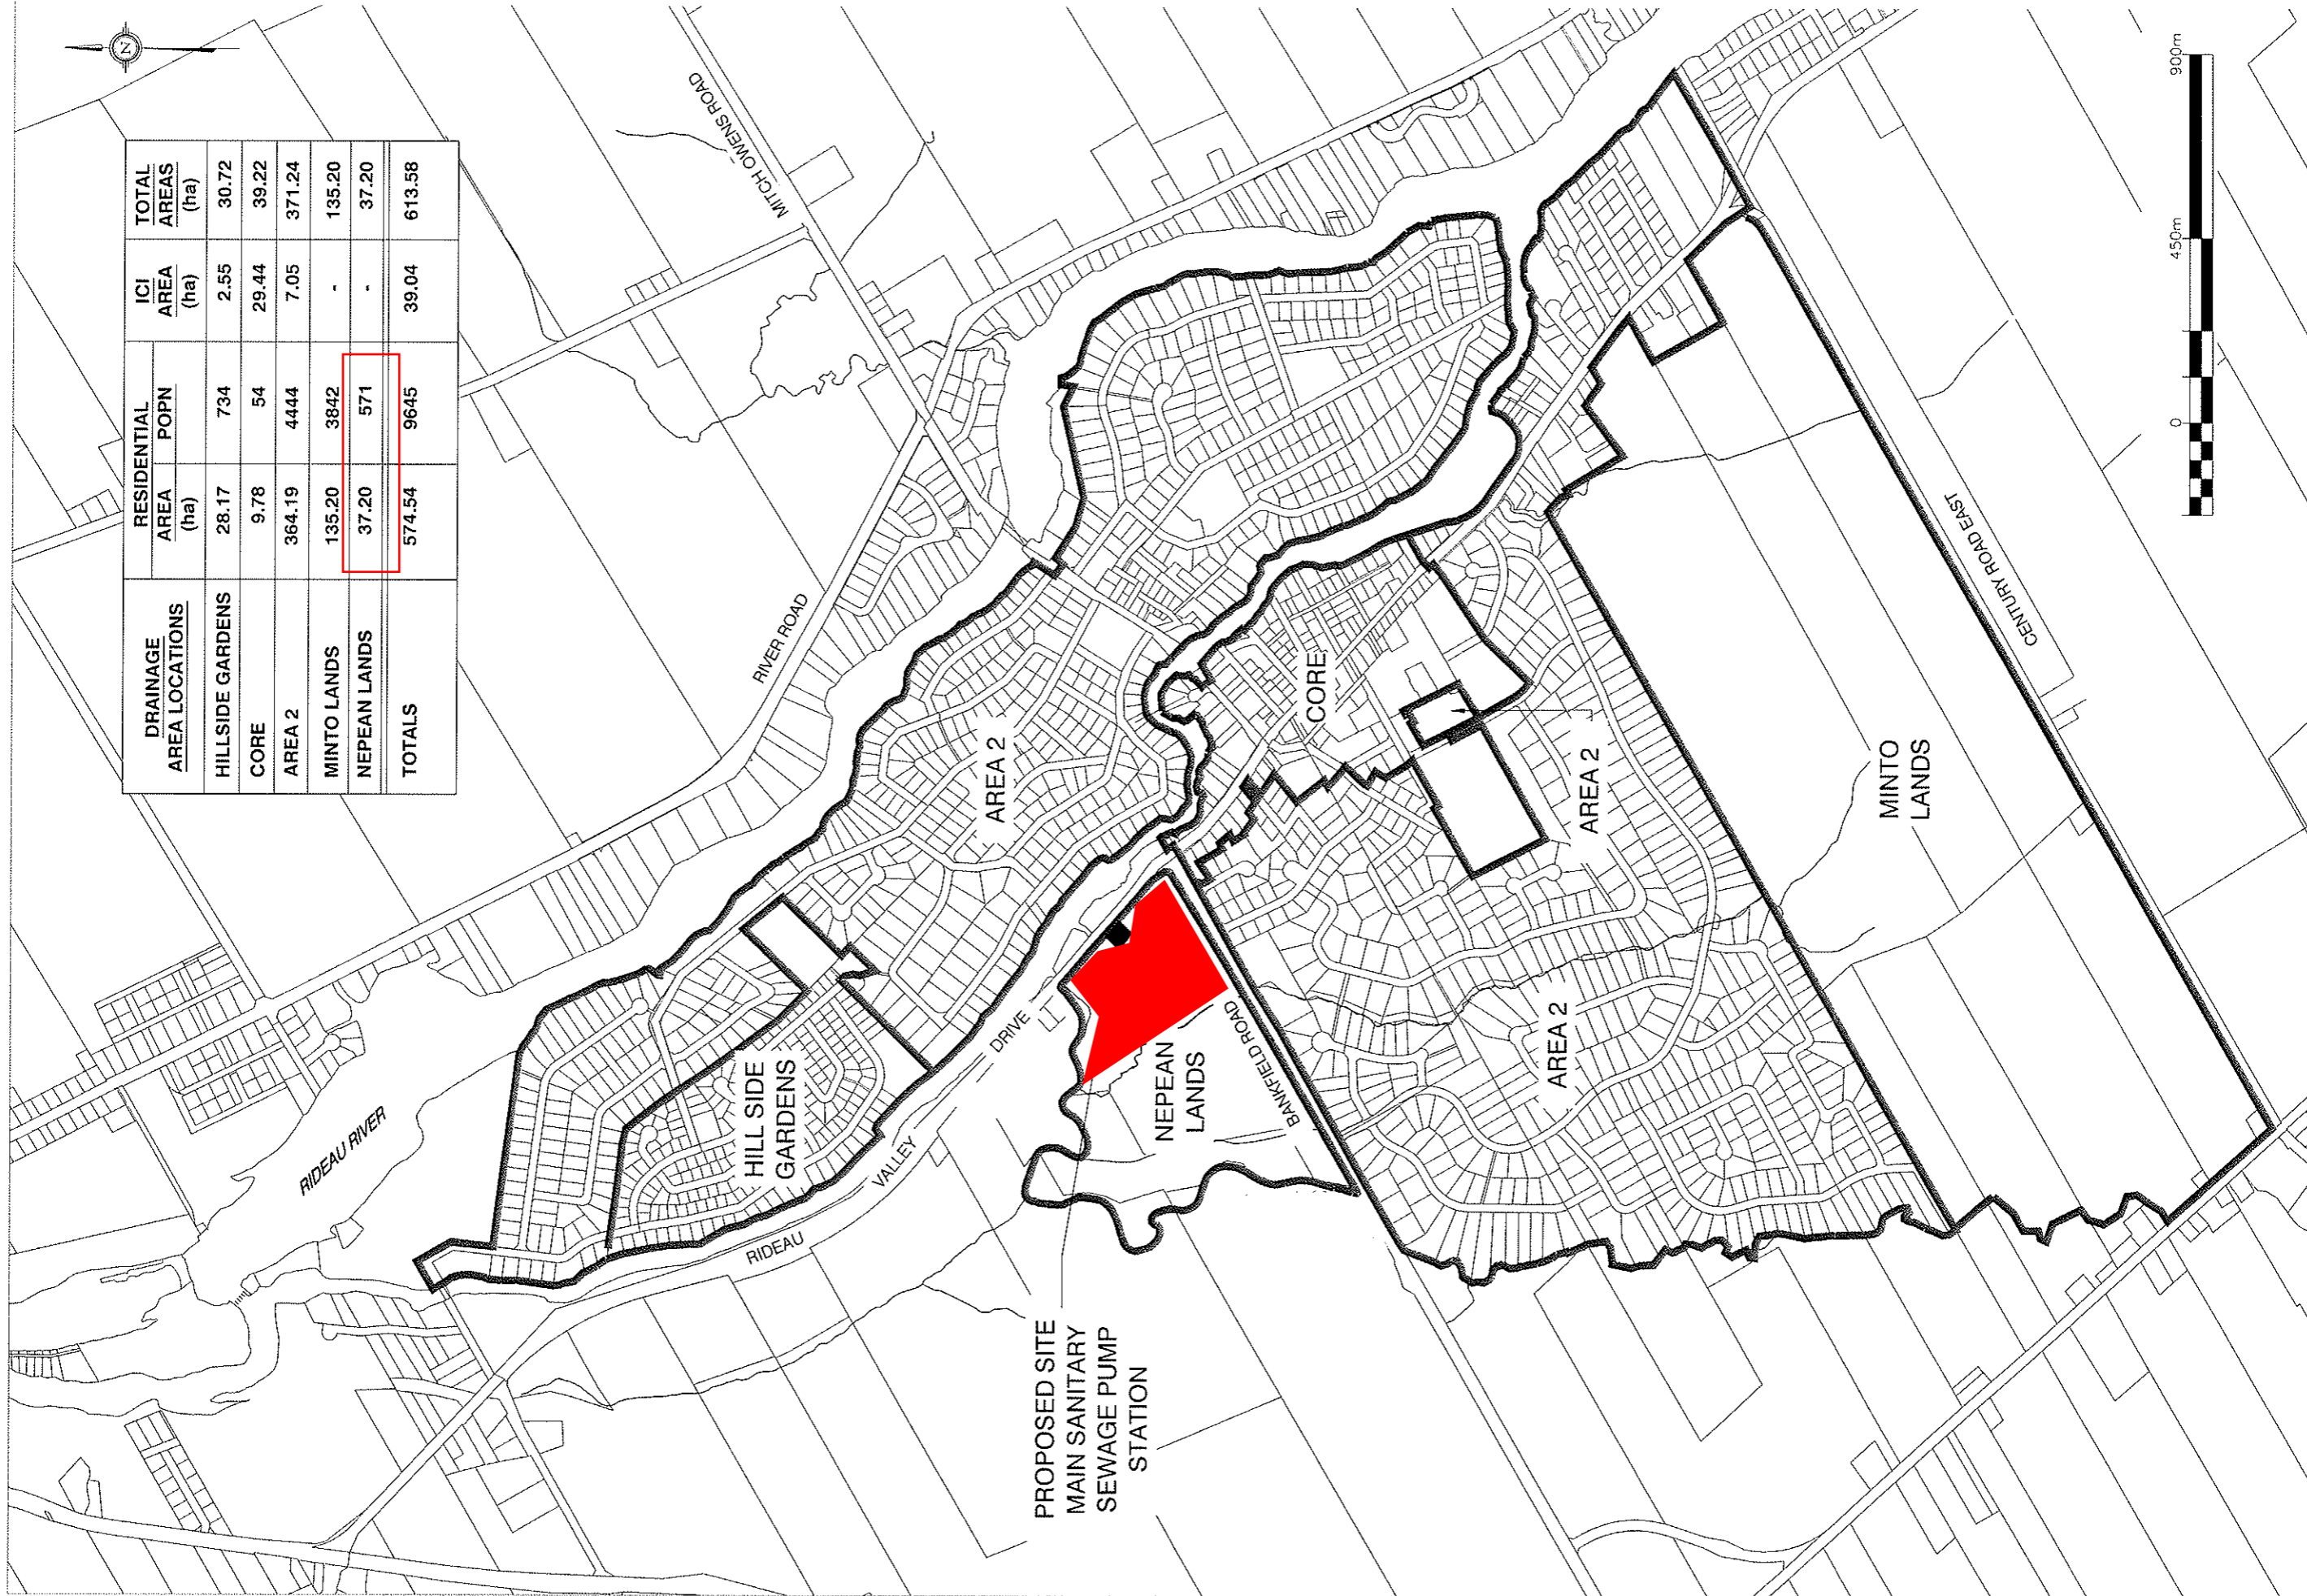 N
DRAINAGE
AREA LOCATIONS
RESIDENTIAL
AREA
(ha)
POPN
ICI
AREA
(ha)
TOTAL
AREAS
(ha)
HILLSIDE GARDENS 28.17 734 2.55 30.72
CORE 9.78 54 29.44 39.22
AREA 2 364.19 4444 7.05 371.24
MINTO LANDS 135.20 3842 - 135.20
NEPEAN LANDS 37.20 571 - 37.20
TOTALS 574.54 9645 39.04 613.58
MITCH OWENS ROAD
RIVER ROAD
RIDEAU RIVER
HILL SIDE
GARDENS
AREA 2
RIDEAU
VALLEY
DRIVE
CORE
NEPEAN
LANDS
BANKFIELD ROAD
AREA 2
AREA 2
MINTO
LANDS
CENTURY ROAD EAST
PROPOSED SITE
MAIN SANITARY
SEWAGE PUMP
STATION
0 450m 900m